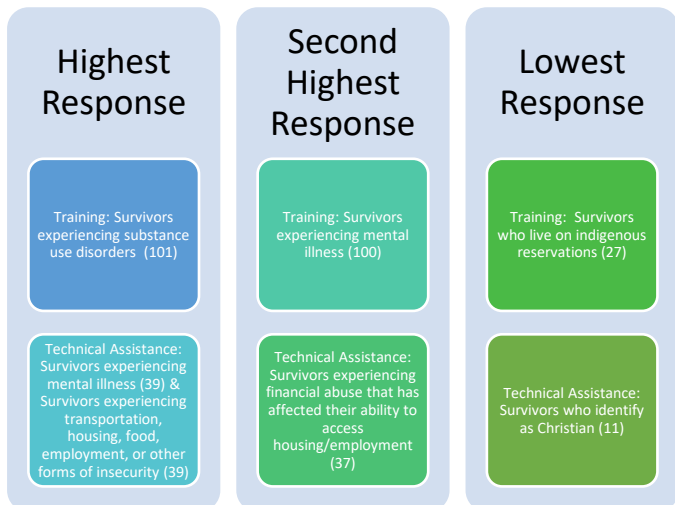 Highest
Response
Training: Survivors
experiencing substance
use disorders (101)
Technical Assistance:
Survivors experiencing
mental illness (39) &
Survivors experiencing
transportation,
housing, food,
employment, or other
forms of insecurity (39)
Second
Highest
Response
Training: Survivors
experiencing mental
illness (100)
Technical Assistance:
Survivors experiencing
financial abuse that has
affected their ability to
access
housing/employment
(37)
Lowest
Response
Training: Survivors
who live on indigenous
reservations (27)
Technical Assistance:
Survivors who identify
as Christian (11)